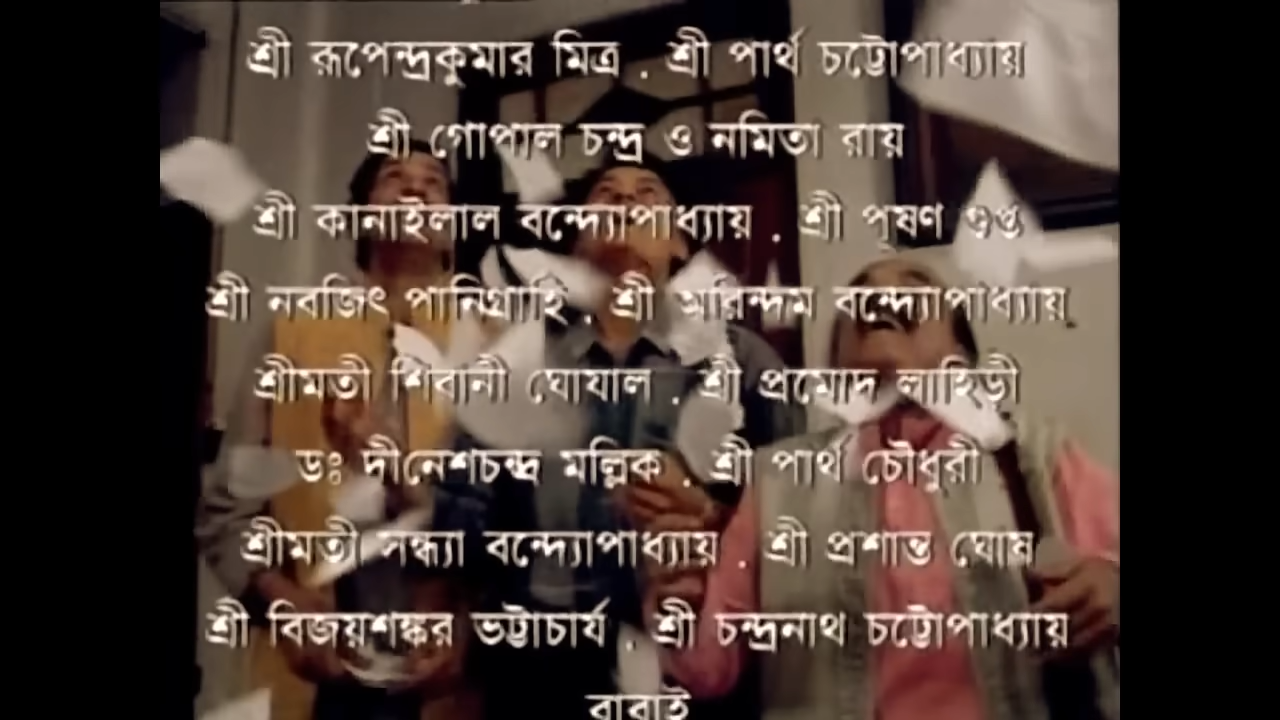 শ্রী রূপেন্দ্রকুমার মিত্র . শ্রী পার্থ চট্টোপাধ্যায়
শ্রী গোপাল চন্দ্র ও নমিতা রায়
শ্রী কানাইলাল বন্দ্যোপাধ্যায় . শ্রী পূষণ গুপ্ত
শ্রী নবজিৎ পানিগ্রাহি . শ্রী অরিন্দম বন্দ্যোপাধ্যায়
শ্রীমতী শিবানী ঘোষাল . শ্রী প্রমোদ লাহিড়ী
ডঃ দীনেশচন্দ্র মল্লিক . শ্রী পার্থ চৌধুরী
শ্রীমতী সন্ধ্যা বন্দ্যোপাধ্যায় . শ্রী প্রশান্ত ঘোষ
শ্রী বিজয়শঙ্কর ভট্টাচার্য . শ্রী চন্দ্রনাথ চট্টোপাধ্যায়